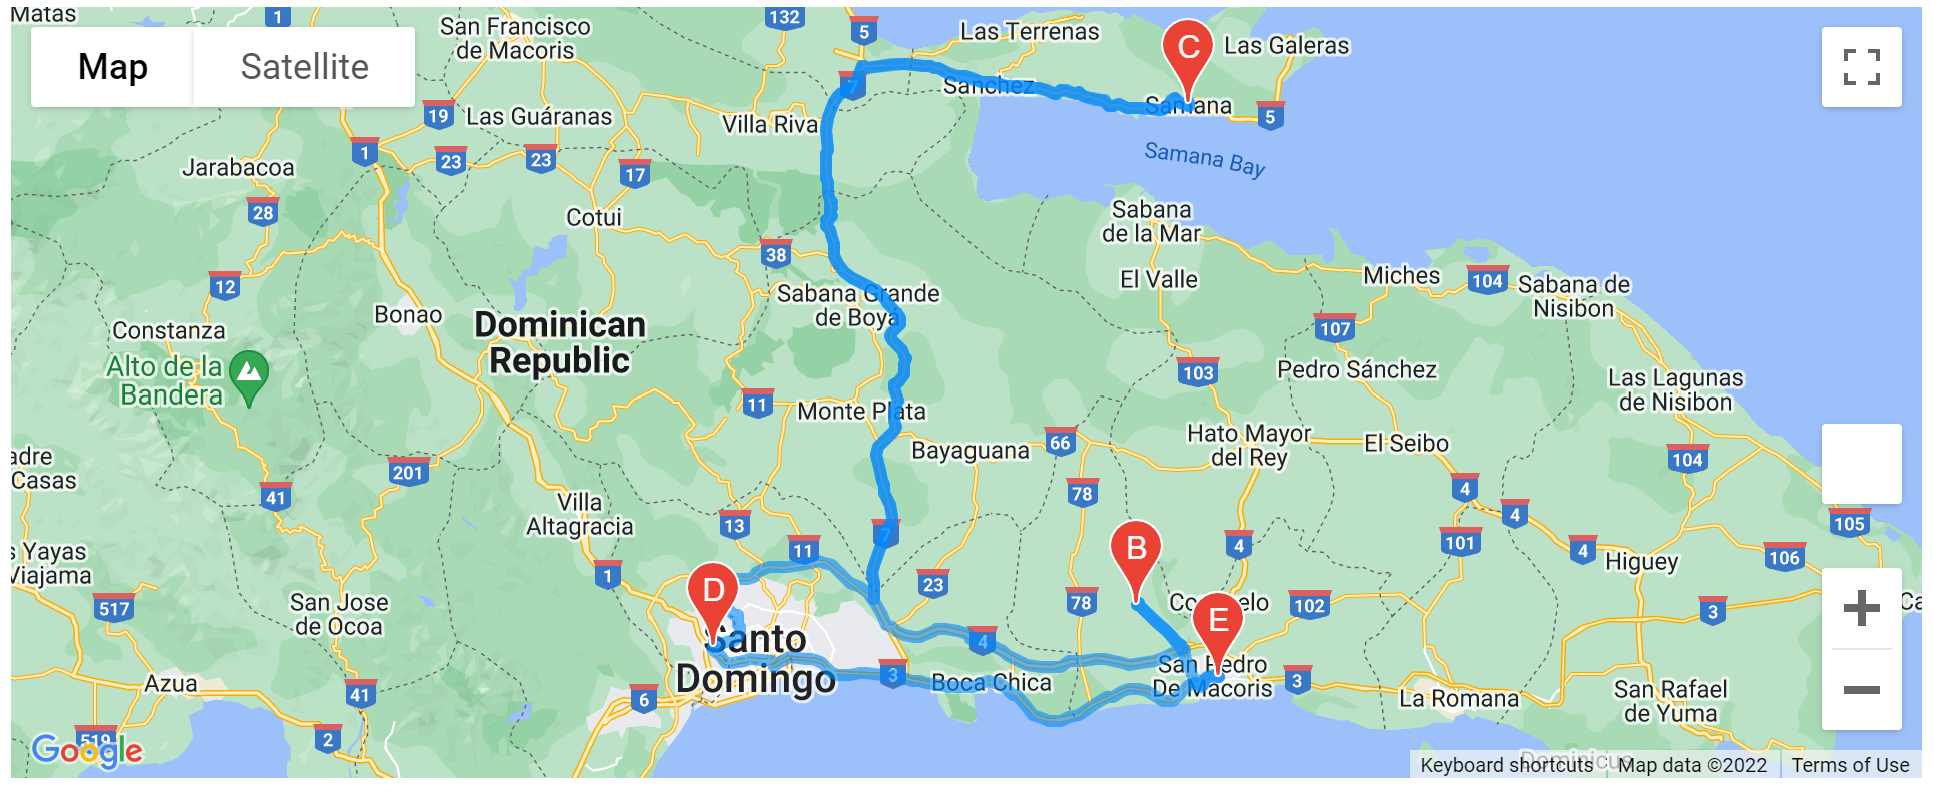 Matas
1
San Francisco
de Macoris
132
5
Las Terrenas
C
Las Galeras
Map
Satellite
7
Sanchez
Samana
5
19
Las Guáranas
Villa Riva
1
23
23
17
Samana Bay
Jarabacoa
28
Cotui
Sabana
de la Mar
38
El Valle
Miches
104
Sabana de
Nisibon
12
Sabana Grande
de Boya
Bonao
Constanza
Dominican
Republic
107
Alto de la
Bandera
103
Pedro Sánchez
Las Lagunas
de Nisibon
11
Monte Plata
Bayaguana
66
Hato Mayor
del Rey
El Seibo
adre
Casas
201
104
41
78
4
4
Villa
Altagracia
13
7
105
11
B
4
101
4
106
Higuey
s Yayas
Viajama
1
D
23
78
102
3
517
San Jose
de Ocoa
E
Santo
Domingo
4
San Pedro
De Macoris
3
Boca Chica
3
Azua
41
6
La Romana
San Rafael
de Yuma
519
2
Google
Keyboard shortcuts
Map data ©2022
Terms of Use